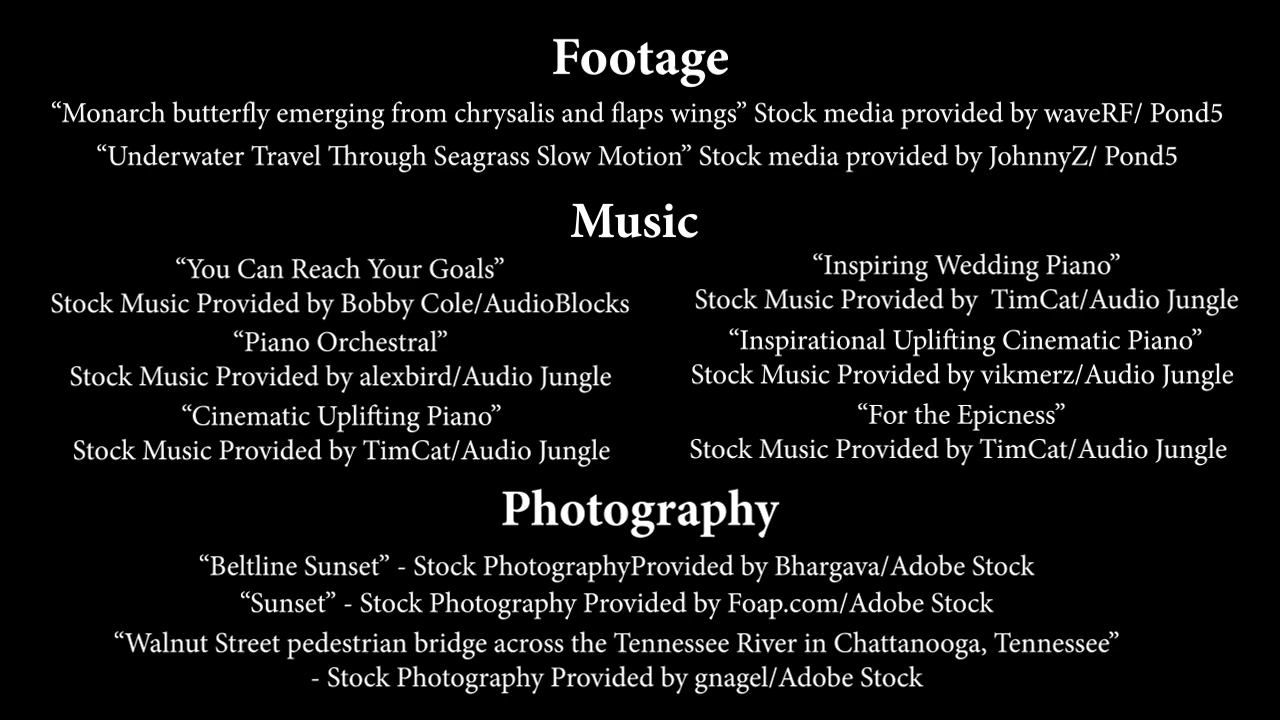 Footage
“Monarch butterfly emerging from chrysalis and flaps wings” Stock media provided by waveRF/ Pond5
“Underwater Travel Through Seagrass Slow Motion” Stock media provided by JohnnyZ/ Pond5
Music
“You Can Reach Your Goals”
Stock Music Provided by Bobby Cole/AudioBlocks
“Piano Orchestral”
Stock Music Provided by alexbird/Audio Jungle
“Cinematic Uplifting Piano”
Stock Music Provided by TimCat/Audio Jungle
“Inspiring Wedding Piano”
Stock Music Provided by  TimCat/Audio Jungle
“Inspirational Uplifting Cinematic Piano”
Stock Music Provided by vikmerz/Audio Jungle
“For the Epicness”
Stock Music Provided by TimCat/Audio Jungle
Photography
“Beltline Sunset” - Stock PhotographyProvided by Bhargava/Adobe Stock
“Sunset” - Stock Photography Provided by Foap.com/Adobe Stock
“Walnut Street pedestrian bridge across the Tennessee River in Chattanooga, Tennessee”
- Stock Photography Provided by gnagel/Adobe Stock